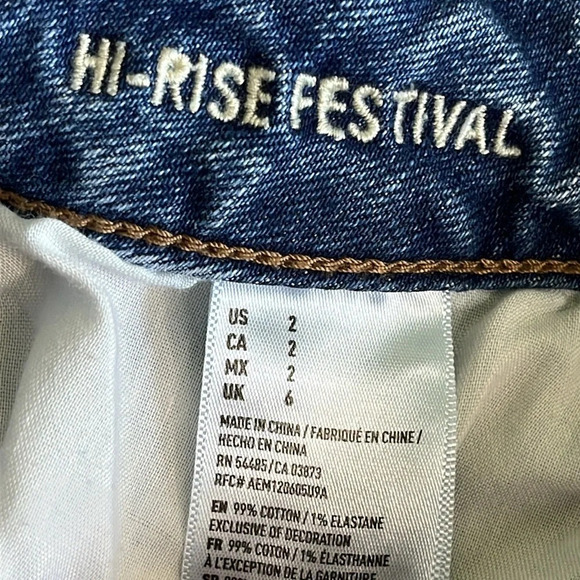 HI-RISE FESTIVAL
US 2
CA 2
MX 2
UK 6
MADE IN CHINA / FABRIQUÉ EN CHINE /
HECHO EN CHINA
RN 54485 / CA 03873
RFC# AEM120605U9A
EN 99% COTTON / 1% ELASTANE
EXCLUSIVE OF DECORATION
FR 99% COTON / 1% ÉLASTHANNE
À L'EXCEPTION DE LA GARNITURE